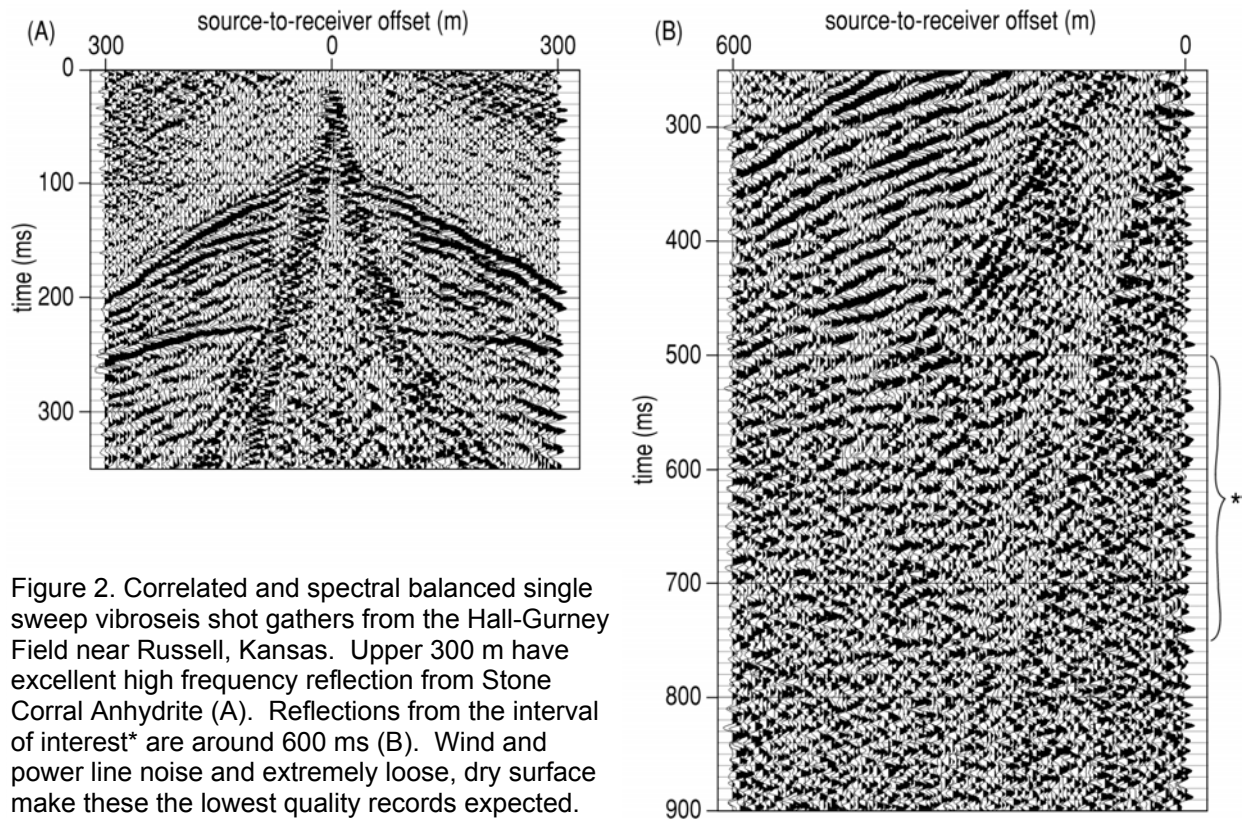 (A)
source-to-receiver offset (m)
300 0 300
0
100
200
300
time (ms)
(B)
source-to-receiver offset (m)
600 0
300
400
500
600
700
800
900
time (ms)
*
Figure 2. Correlated and spectral balanced single
sweep vibroseis shot gathers from the Hall-Gurney
Field near Russell, Kansas. Upper 300 m have
excellent high frequency reflection from Stone
Corral Anhydrite (A). Reflections from the interval
of interest* are around 600 ms (B). Wind and
power line noise and extremely loose, dry surface
make these the lowest quality records expected.